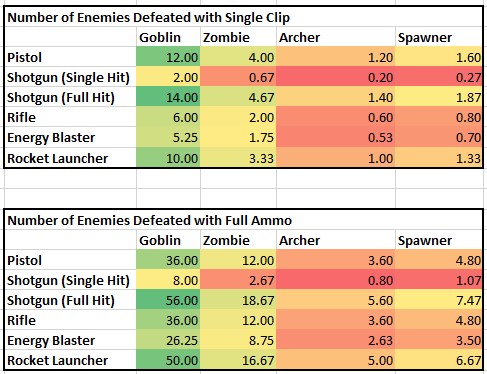 Number of Enemies Defeated with Single Clip
Goblin Zombie Archer Spawner
Pistol 12.00 4.00 1.20 1.60
Shotgun (Single Hit) 2.00 0.67 0.20 0.27
Shotgun (Full Hit) 14.00 4.67 1.40 1.87
Rifle 6.00 2.00 0.60 0.80
Energy Blaster 5.25 1.75 0.53 0.70
Rocket Launcher 10.00 3.33 1.00 1.33
Number of Enemies Defeated with Full Ammo
Goblin Zombie Archer Spawner
Pistol 36.00 12.00 3.60 4.80
Shotgun (Single Hit) 8.00 2.67 0.80 1.07
Shotgun (Full Hit) 56.00 18.67 5.60 7.47
Rifle 36.00 12.00 3.60 4.80
Energy Blaster 26.25 8.75 2.63 3.50
Rocket Launcher 50.00 16.67 5.00 6.67